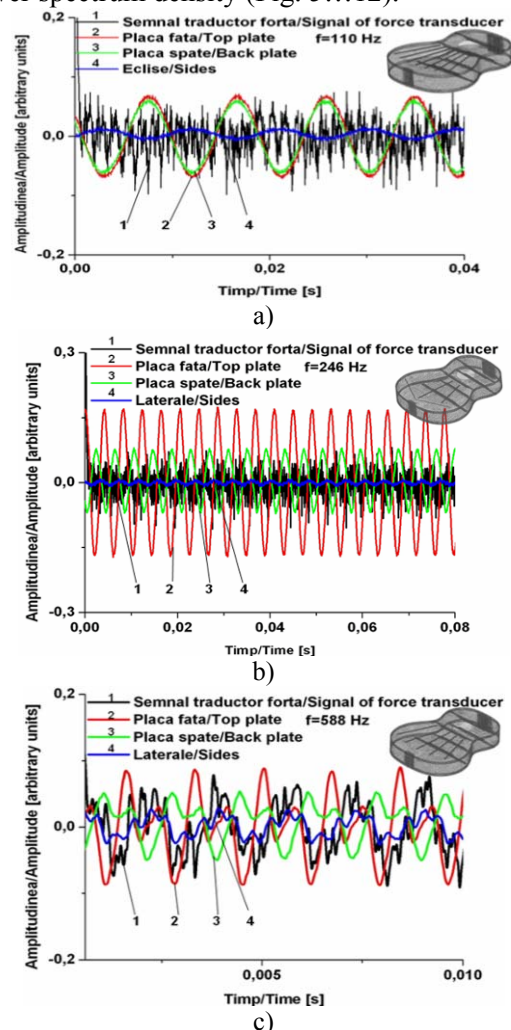 er spectrum density (Fig. 5…12).
1 Semnal traductor forta/Signal of force transducer
2 Placa fata/Top plate f=110 Hz
3 Placa spate/Back plate
4 Eclise/Sides
Amplitudinea/Amplitude [arbitrary units]
0,2
0,0
-0,2
1 2 3 4
0,00 0,02 0,04
Timp/Time [s]
a)
1 Semnal traductor forta/Signal of force transducer
2 Placa fata/Top plate f=246 Hz
3 Placa spate/Back plate
4 Laterale/Sides
Amplitudinea/Amplitude [arbitrary units]
0,3
0,0
-0,3
1 2 3 4
0,00 0,02 0,04 0,06 0,08
Timp/Time [s]
b)
1 Semnal traductor forta/Signal of force transducer
2 Placa fata/Top plate f=588 Hz
3 Placa spate/Back plate
4 Laterale/Sides
Amplitudinea/Amplitude [arbitrary units]
0,2
0,0
-0,2
1 2 3 4
0,005 0,010
Timp/Time [s]
c)